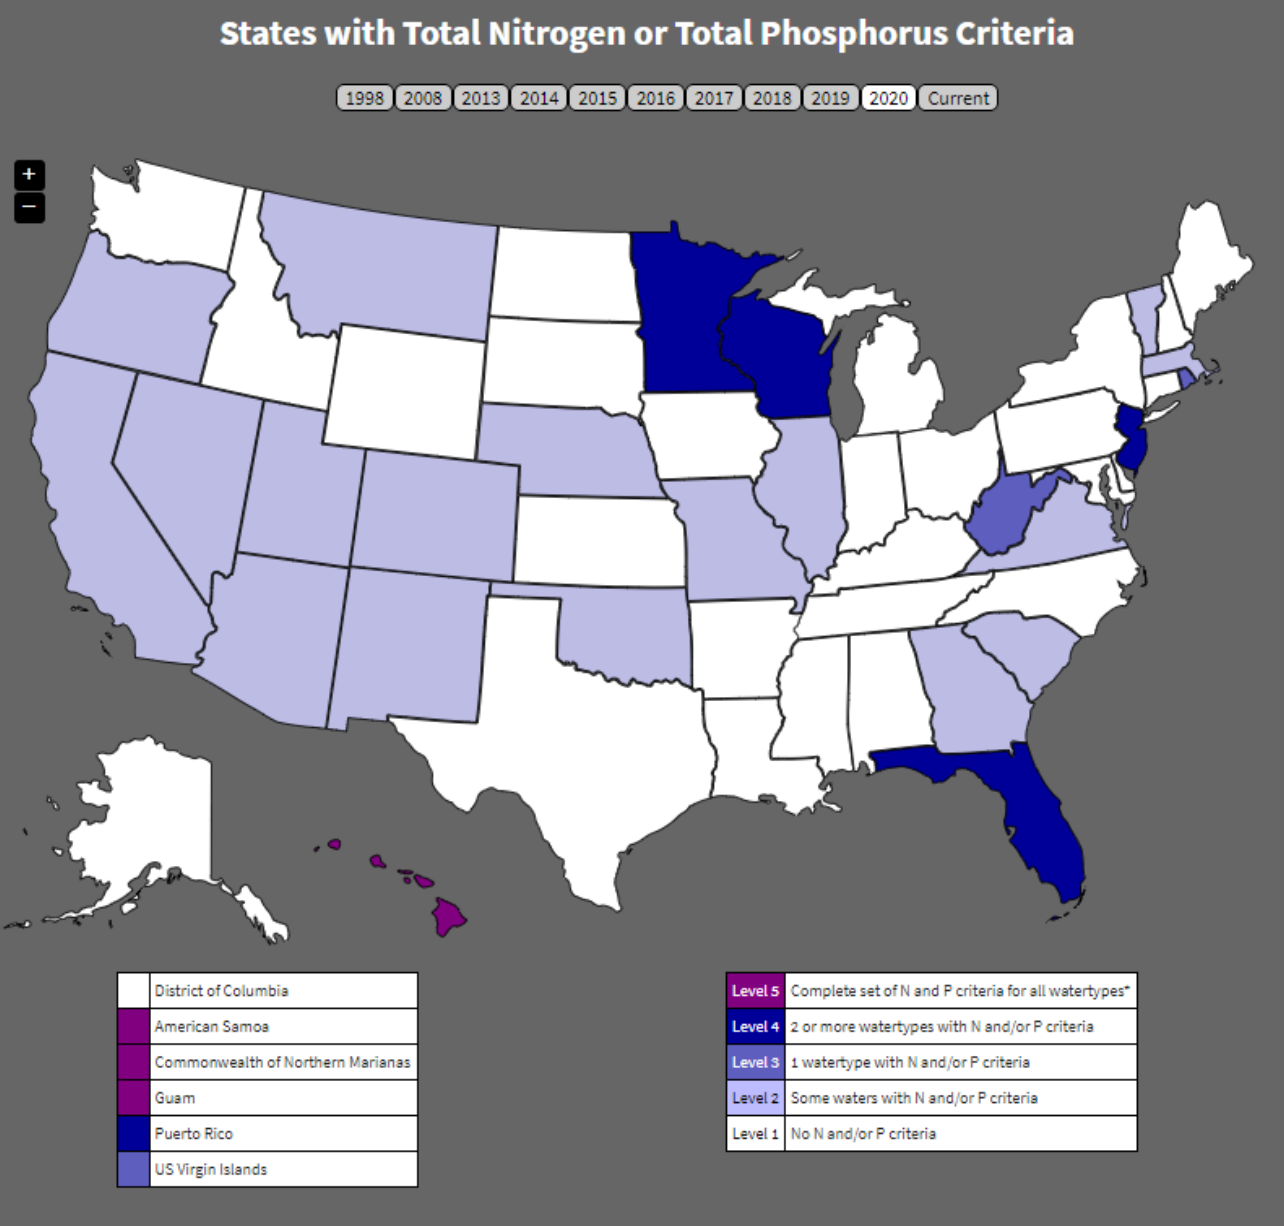 States with Total Nitrogen or Total Phosphorus Criteria
1998 2008 2013 2014 2015 2016 2017 2018 2019 2020 Current
+
−
District of Columbia
American Samoa
Commonwealth of Northern Marianas
Guam
Puerto Rico
US Virgin Islands
Level 5 Complete set of N and P criteria for all watertypes*
Level 4 2 or more watertypes with N and/or P criteria
Level 3 1 watertype with N and/or P criteria
Level 2 Some waters with N and/or P criteria
Level 1 No N and/or P criteria